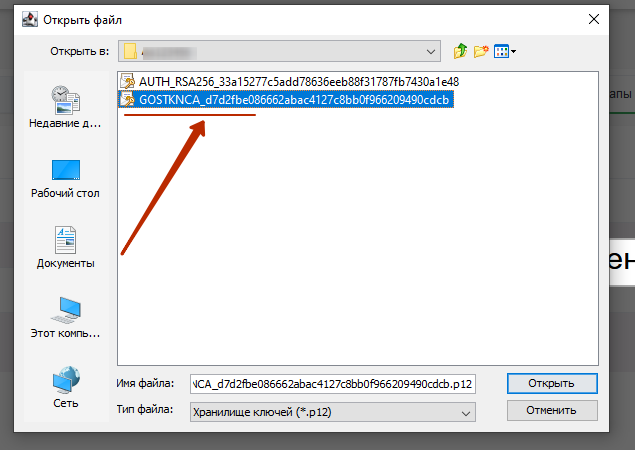 Открыть файл
Открыть в:
AUTH_RSA256_33a15277c5add78636eeb88f31787fb7430a1e48
GOSTKNCA_d7d2fbe086662abac4127c8bb0f966209490cdcb
апы
Недавние д...
Рабочий стол
Документы
ен
Этот компь...
Сеть
Имя файла:
NCA_d7d2fbe086662abac4127c8bb0f966209490cdcb.p12
Открыть
Тип файла:
Хранилище ключей (*.p12)
Отменить